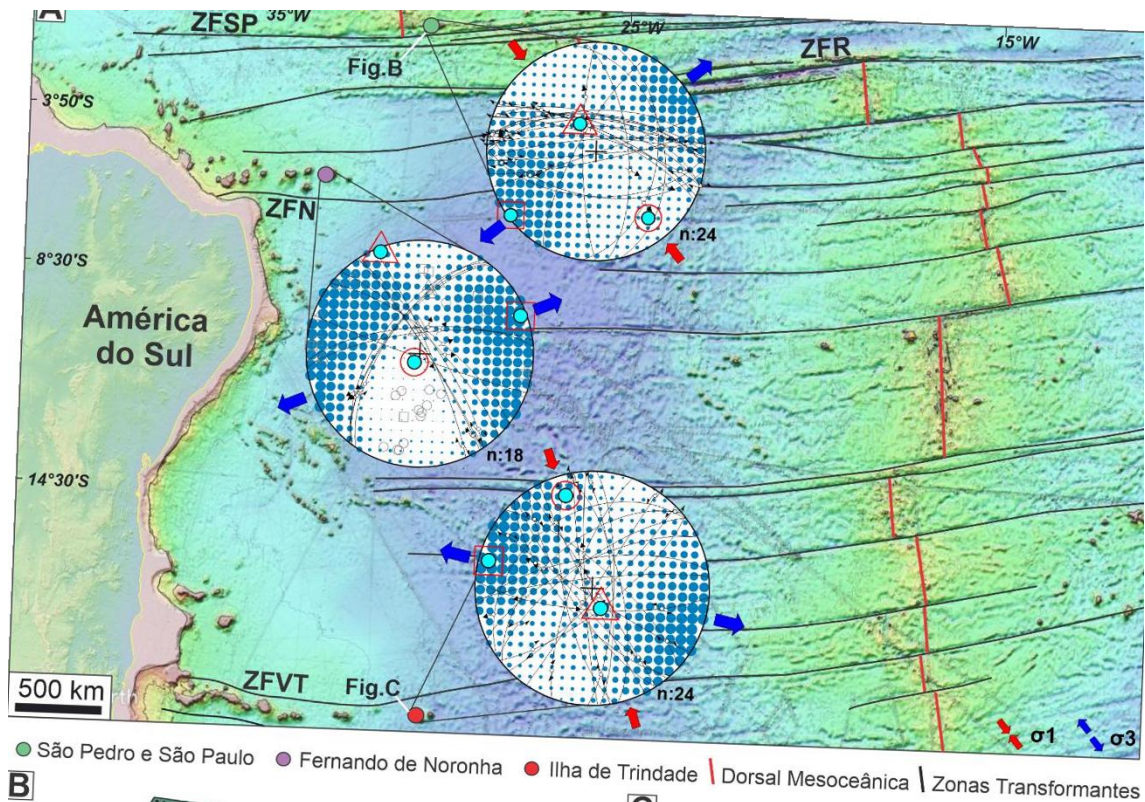 A
35°W
25°W
15°W
ZFSP
ZFR
Fig.B
3°50'S
ZFN
n:24
8°30'S
América
do Sul
n:18
14°30'S
n:24
ZFVT
Fig.C
500 km
σ1
σ3
São Pedro e São Paulo
Fernando de Noronha
Ilha de Trindade
Dorsal Mesoceânica
Zonas Transformantes
B